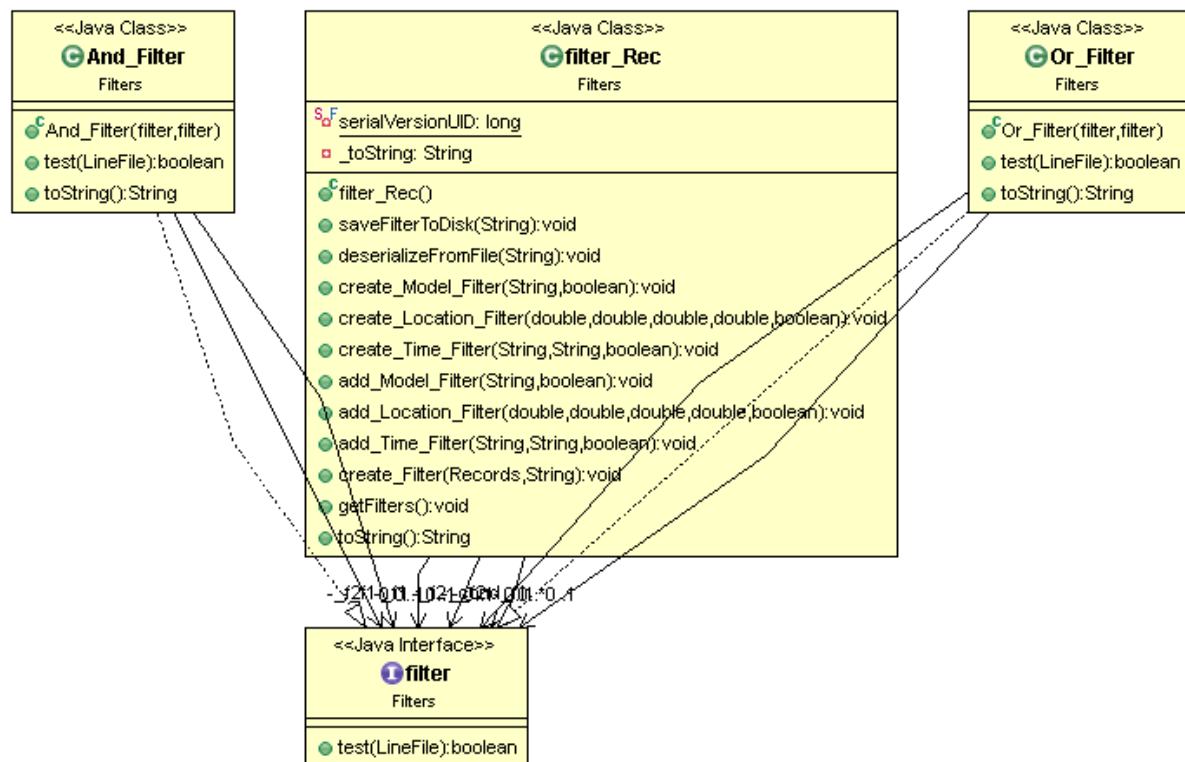 <<Java Class>>
And_Filter
Filters
And_Filter(filter,filter)
test(LineFile):boolean
toString():String
<<Java Class>>
filter_Rec
Filters
serialVersionUID: long
_toString: String
filter_Rec()
saveFilterToDisk(String):void
deserializeFromFile(String):void
create_Model_Filter(String,boolean):void
create_Location_Filter(double,double,double,double,boolean):void
create_Time_Filter(String,String,boolean):void
add_Model_Filter(String,boolean):void
add_Location_Filter(double,double,double,double,boolean):void
add_Time_Filter(String,String,boolean):void
create_Filter(Records,String):void
getFilters():void
toString():String
<<Java Class>>
Or_Filter
Filters
Or_Filter(filter,filter)
test(LineFile):boolean
toString():String
<<Java Interface>>
filter
Filters
test(LineFile):boolean